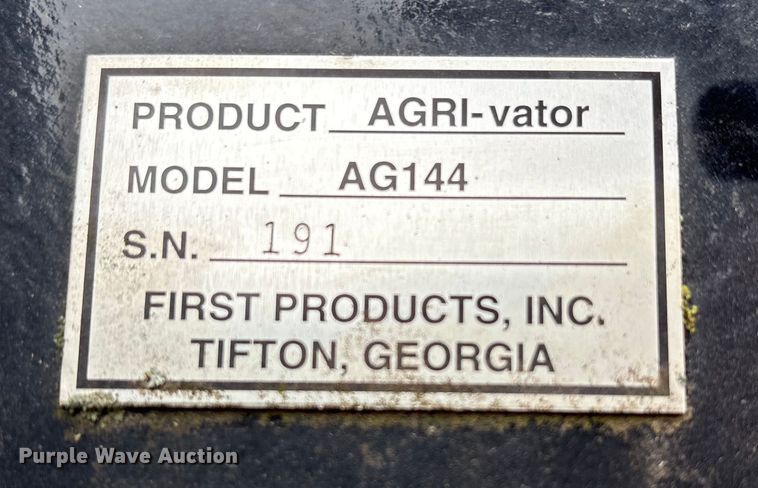 PRODUCT AGRI-vator
MODEL AG144
S.N. 191
FIRST PRODUCTS, INC.
TIFTON, GEORGIA
Purple Wave Auction